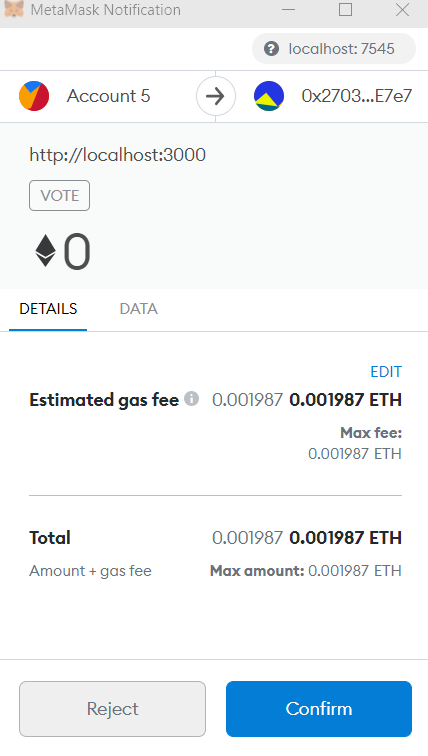 MetaMask Notification
localhost: 7545
Account 5
0x2703...E7e7
http://localhost:3000
VOTE
0
DETAILS DATA
EDIT
Estimated gas fee 0.001987 0.001987 ETH
Max fee:
0.001987 ETH
Total 0.001987 0.001987 ETH
Amount + gas fee Max amount: 0.001987 ETH
Reject Confirm